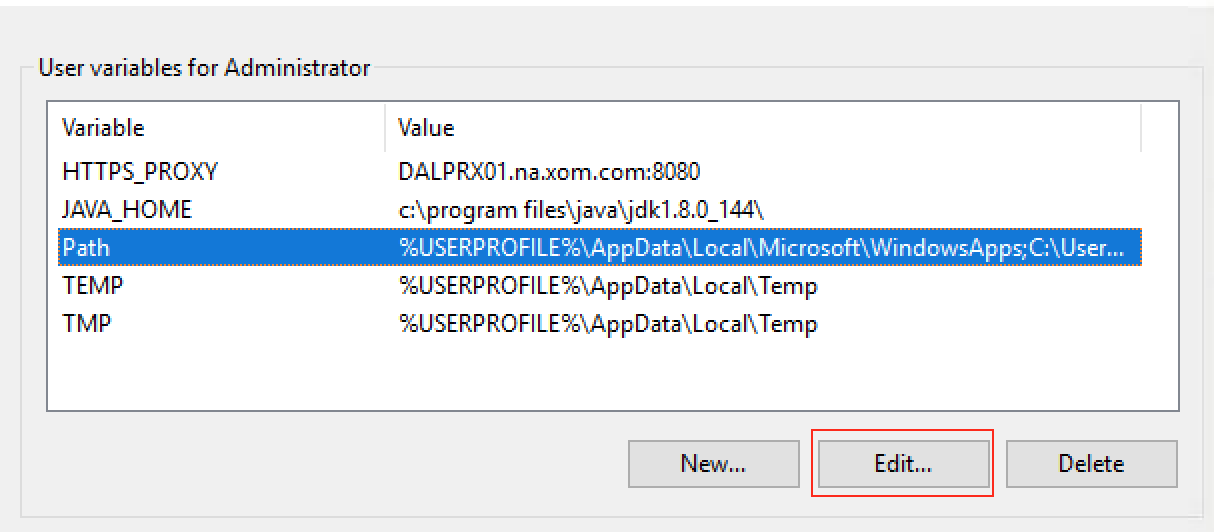 User variables for Administrator
Variable Value
HTTPS_PROXY DALPRX01.na.xom.com:8080
JAVA_HOME c:\program files\java\jdk1.8.0_144\
Path %USERPROFILE%\AppData\Local\Microsoft\WindowsApps;C:\User...
TEMP %USERPROFILE%\AppData\Local\Temp
TMP %USERPROFILE%\AppData\Local\Temp
New... Edit... Delete